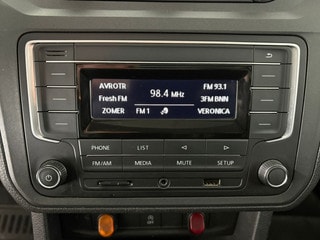 AVROTR FM 93.1
98.4 MHz
Fresh FM 3FM BNN
ZOMER FM 1 VERONICA
PHONE LIST
FM/AM MEDIA MUTE SETUP